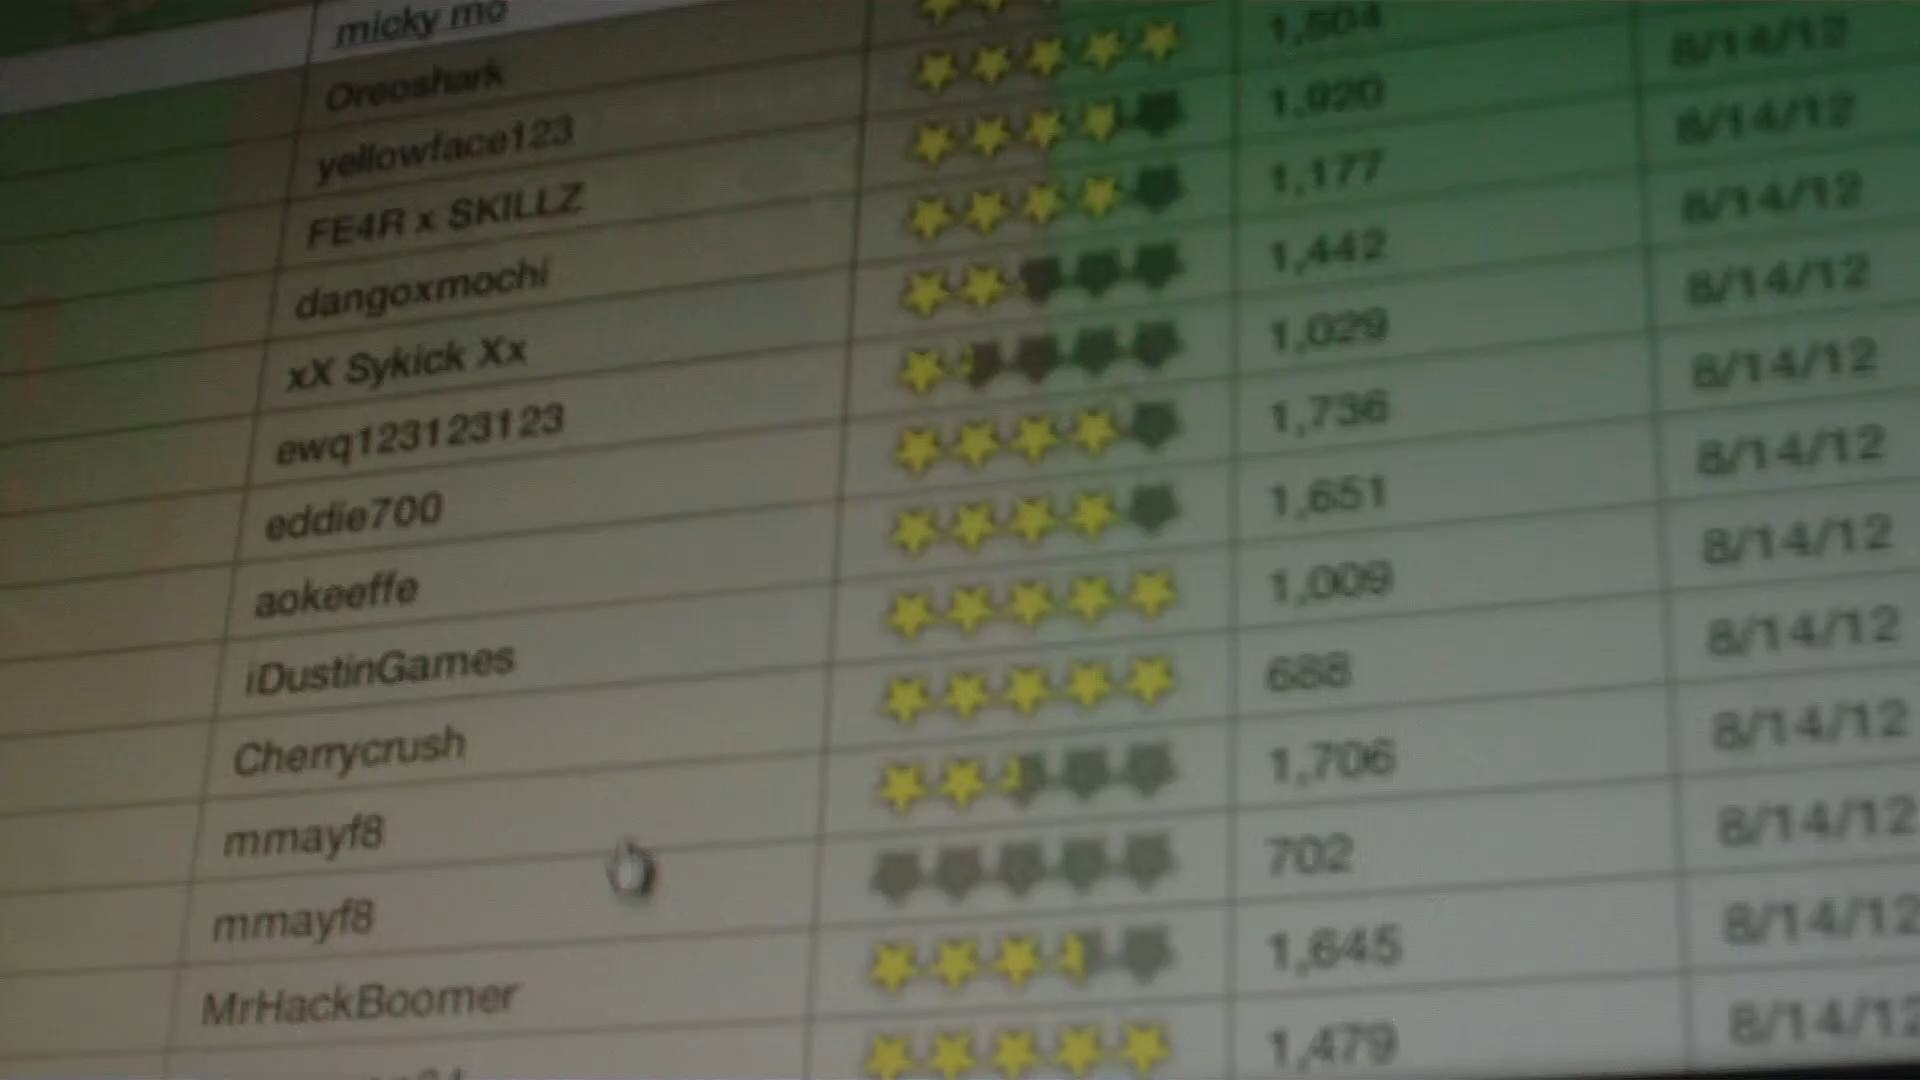 micky mo
Oreoshark
yellowface123
FE4R x SKILLZ 1,920 8/14/12
dangoxmochi 1,177 8/14/12
xX Sykick Xx 1,442 8/14/12
ewq123123123 1,029 8/14/12
eddie700 1,736 8/14/12
aokeeffe 1,651 8/14/12
iDustinGames 1,009 8/14/12
Cherrycrush 688 8/14/12
mmayf8 1,706 8/14/12
mmayf8 702 8/14/12
MrHackBoomer 1,645 8/14/12
1,479 8/14/12